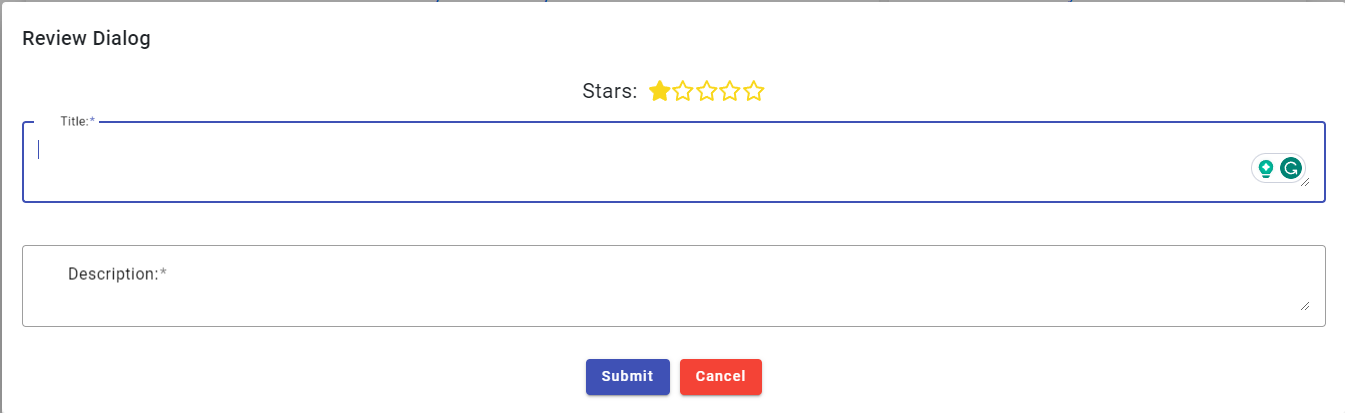 Review Dialog
Stars:
Title:*
Description:*
Submit Cancel